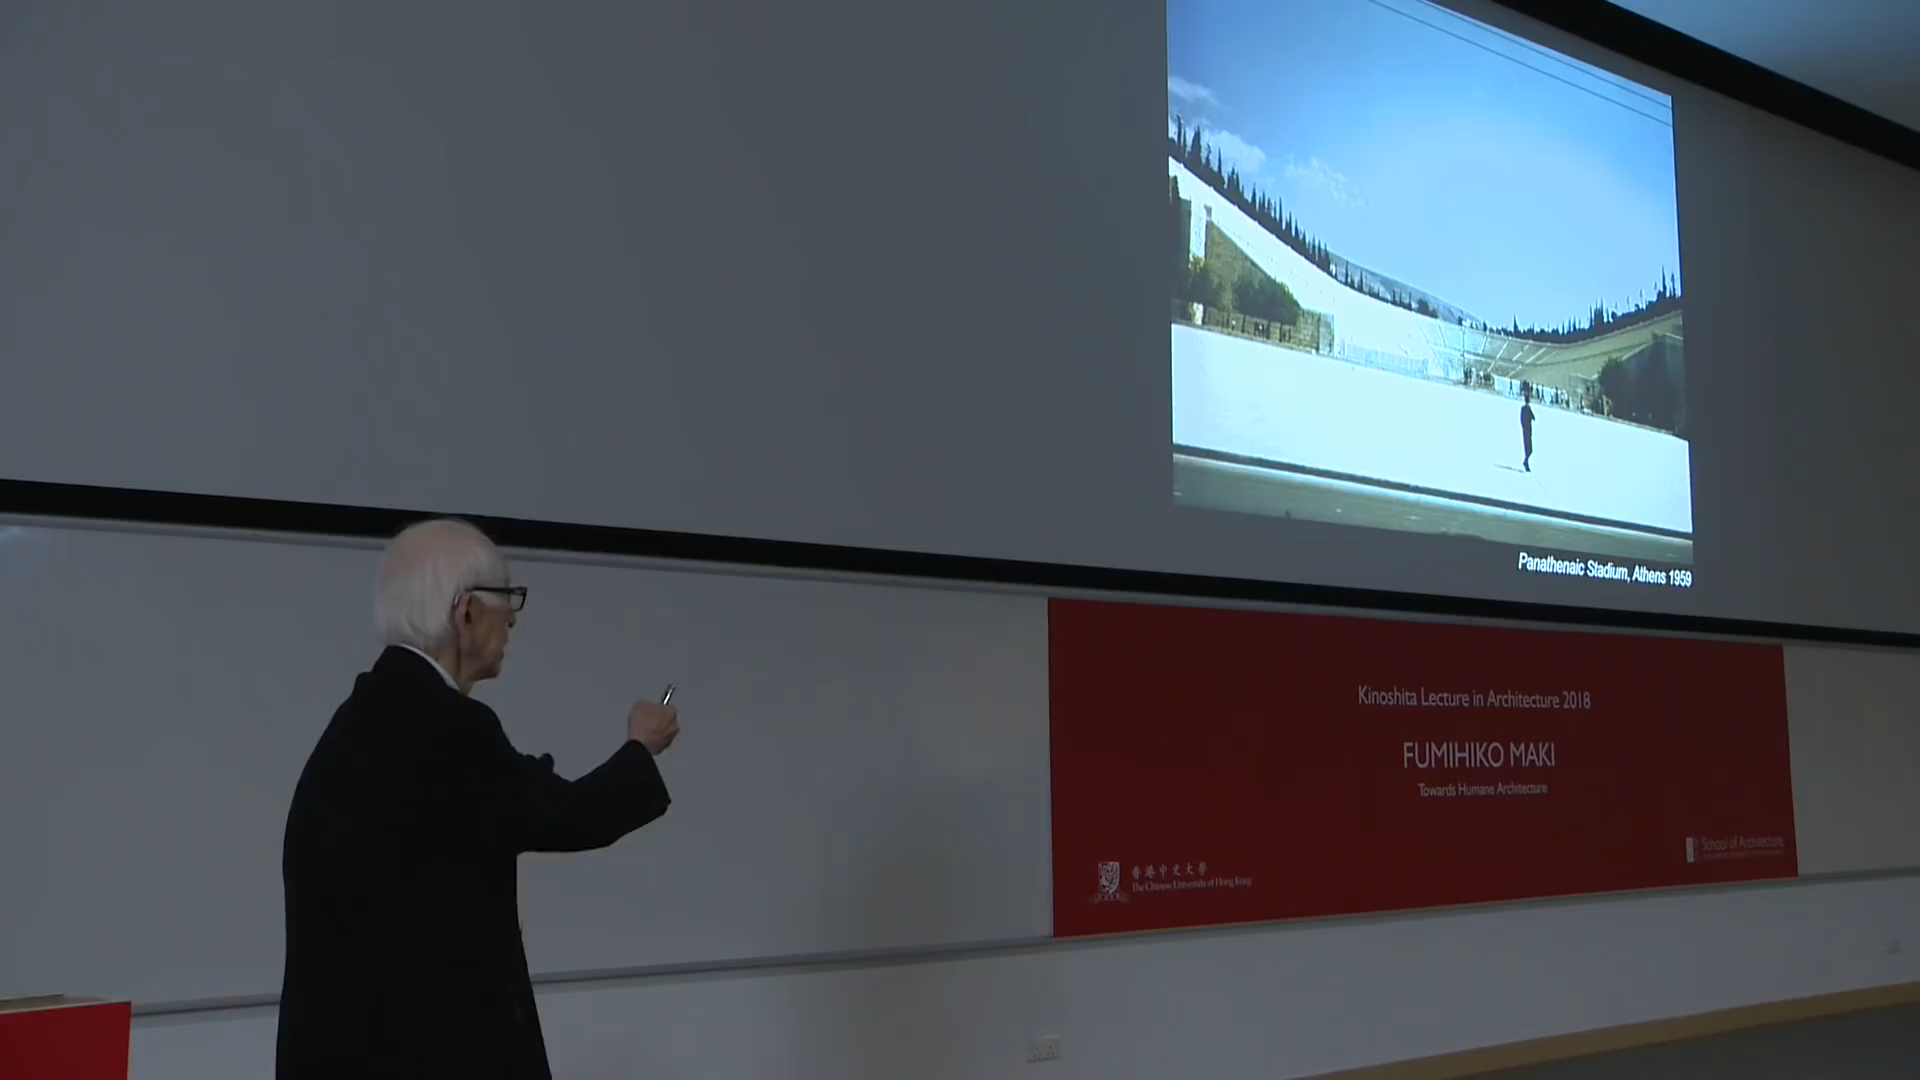 Panathenaic Stadium, Athens 1959
Kinoshita Lecture in Architecture 2018
FUMIHIKO MAKI
Towards Humane Architecture
School of Architecture
香港中文大學
The Chinese University of Hong Kong